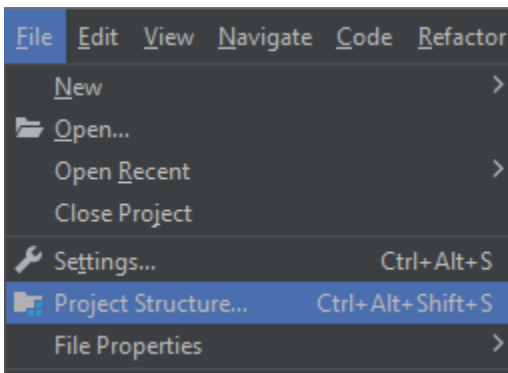 File Edit View Navigate Code Refactor
New
Open...
Open Recent
Close Project
Settings... Ctrl+Alt+S
Project Structure... Ctrl+Alt+Shift+S
File Properties